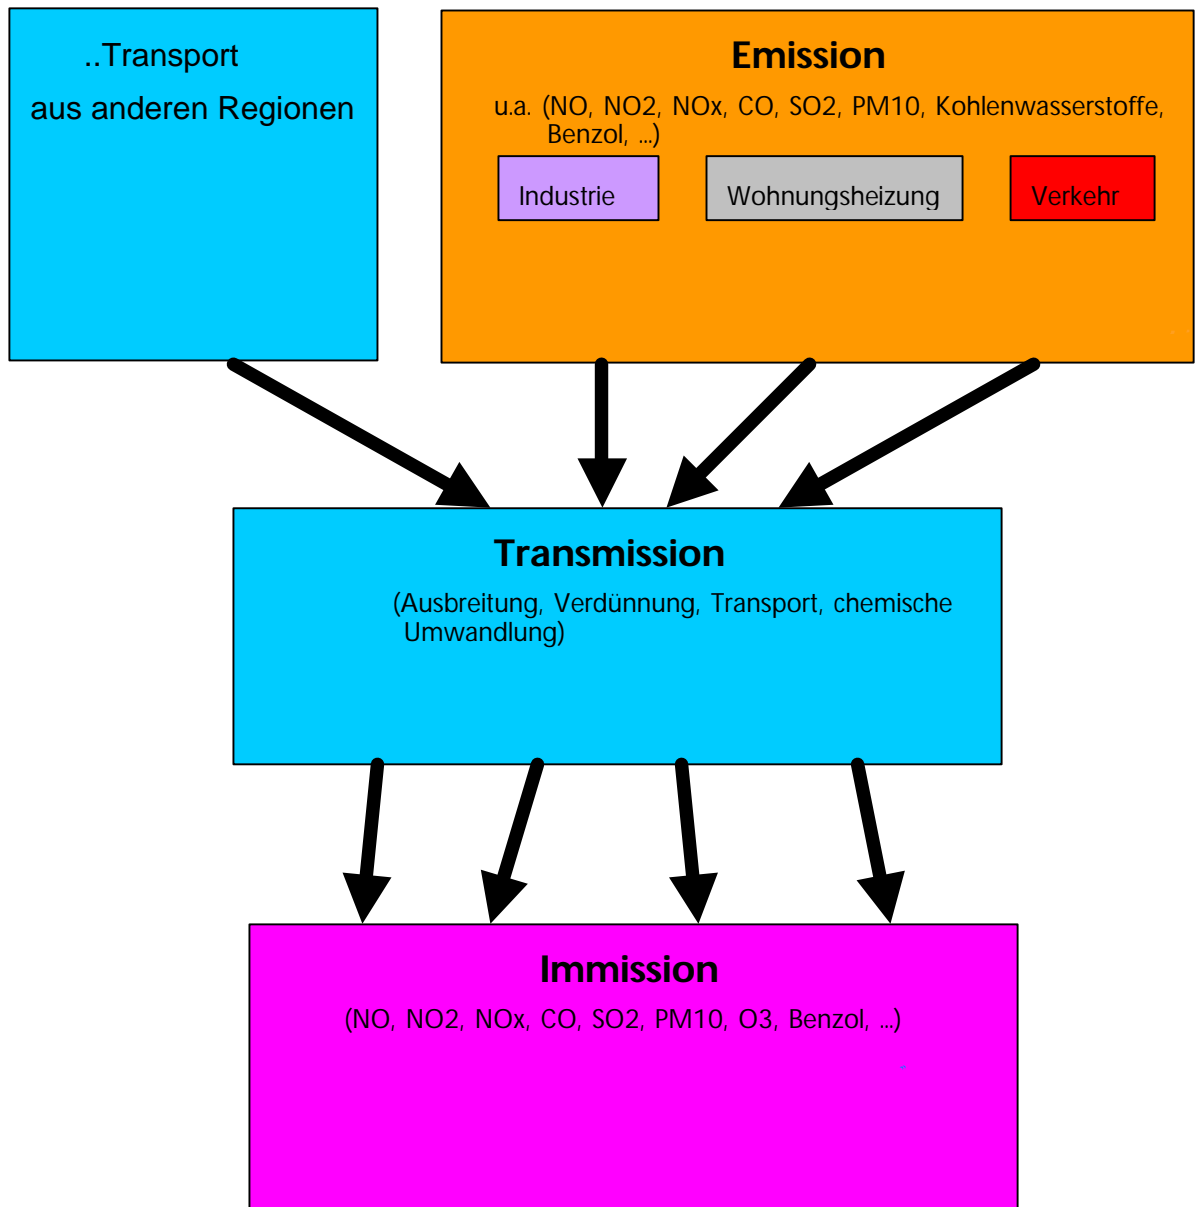 ..Transport
aus anderen Regionen
Emission
u.a. (NO, NO2, NOx, CO, SO2, PM10, Kohlenwasserstoffe,
Benzol, ...)
Industrie
Wohnungsheizung
Verkehr
Transmission
(Ausbreitung, Verdünnung, Transport, chemische
Umwandlung)
Immission
(NO, NO2, NOx, CO, SO2, PM10, O3, Benzol, ...)